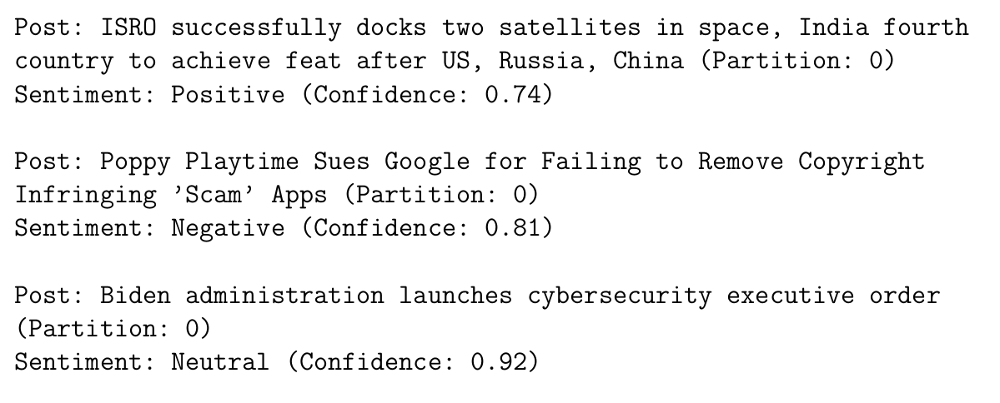 Post: ISRO successfully docks two satellites in space, India fourth
country to achieve feat after US, Russia, China (Partition: 0)
Sentiment: Positive (Confidence: 0.74)

Post: Poppy Playtime Sues Google for Failing to Remove Copyright
Infringing ’Scam’ Apps (Partition: 0)
Sentiment: Negative (Confidence: 0.81)

Post: Biden administration launches cybersecurity executive order
(Partition: 0)
Sentiment: Neutral (Confidence: 0.92)